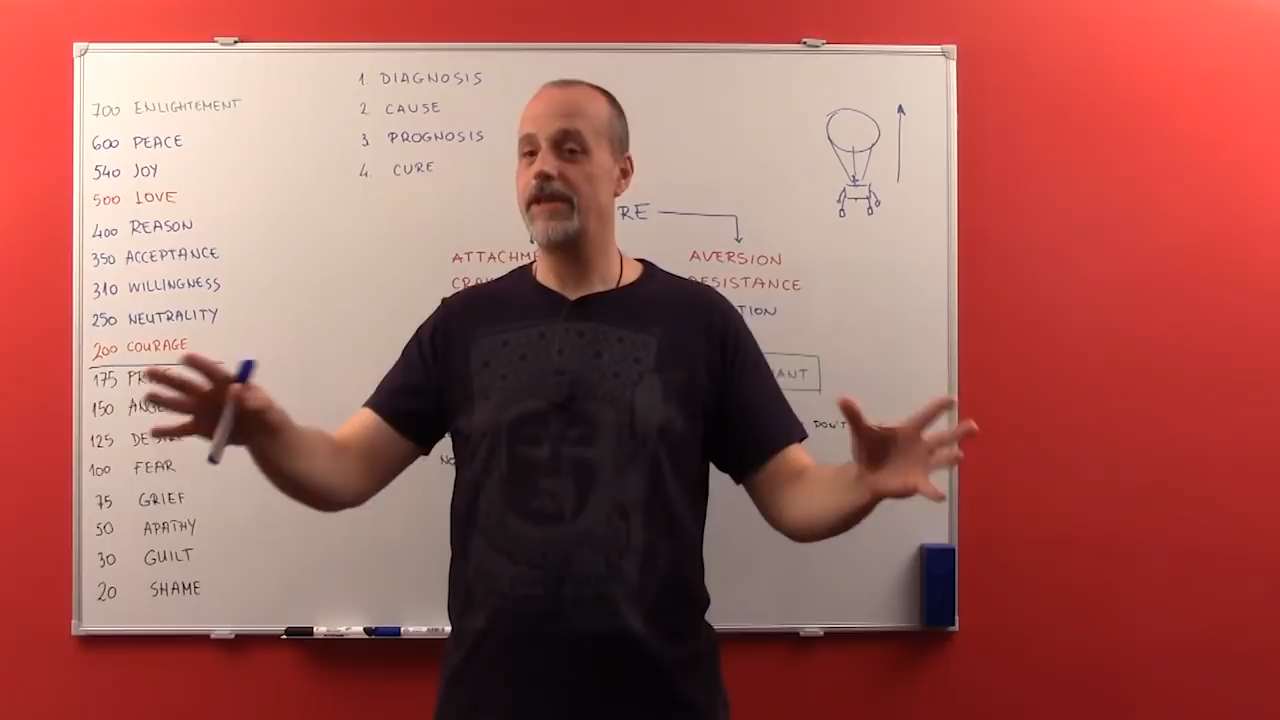 700 ENLIGHTEMENT
600 PEACE
540 JOY
500 LOVE
400 REASON
350 ACCEPTANCE
310 WILLINGNESS
250 NEUTRALITY
200 COURAGE
175
150
125
100 FEAR
75 GRIEF
50 APATHY
30 GUILT
20 SHAME
1. DIAGNOSIS
2. CAUSE
3. PROGNOSIS
4. CURE
AVERSION
RESISTANCE
DON'T